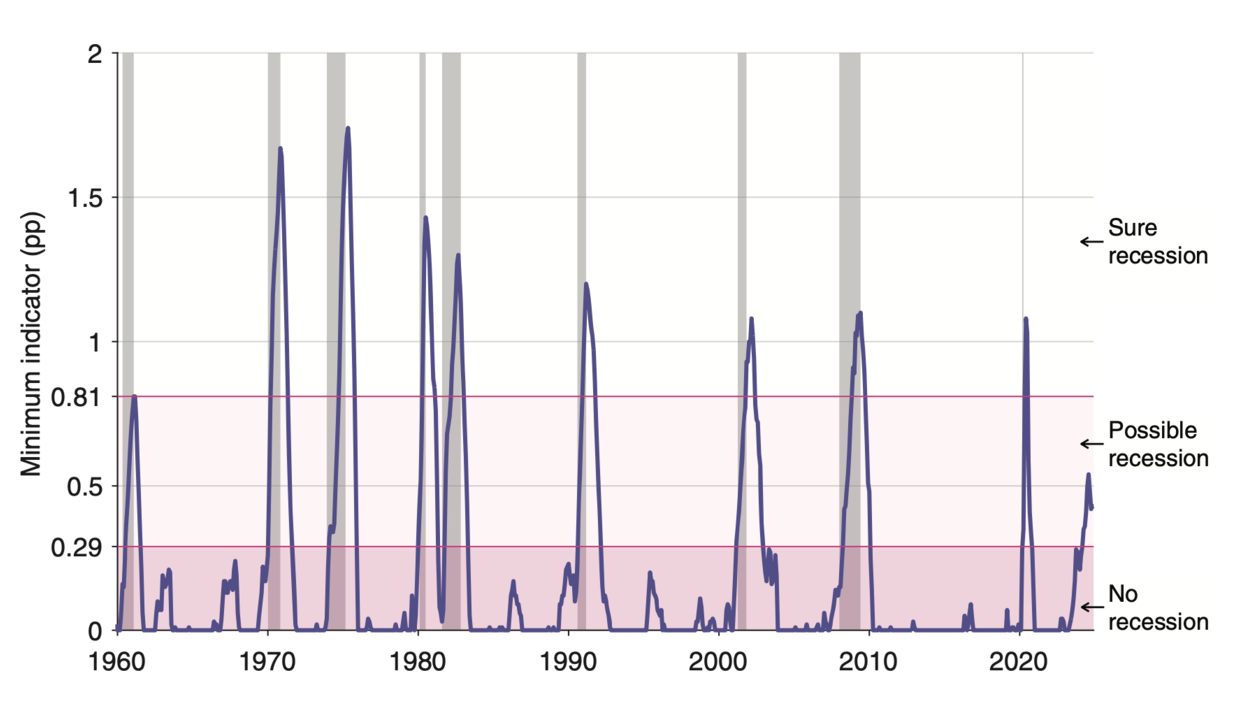 2
1.5
1
0.81
0.5
0.29
0
Minimum indicator (pp)
1960
1970
1980
1990
2000
2010
2020
Sure
recession
Possible
recession
No
recession